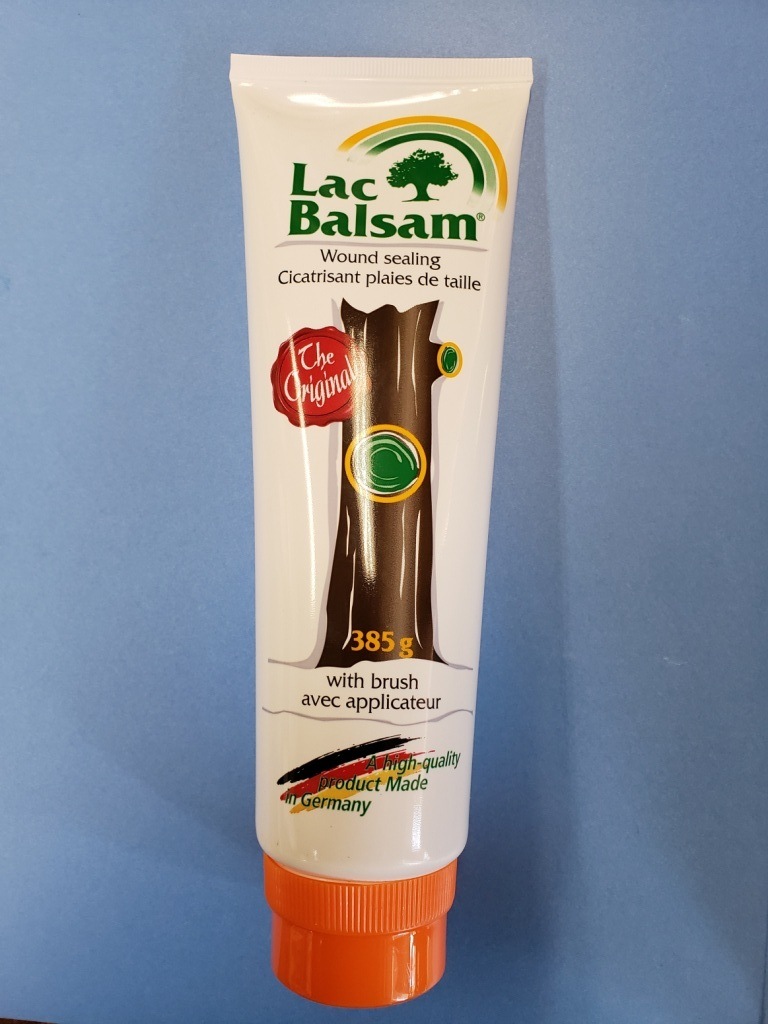 Lac
Balsam®
Wound sealing
Cicatrisant plaies de taille
The
Original
385 g
with brush
avec applicateur
A high-quality
product Made
in Germany